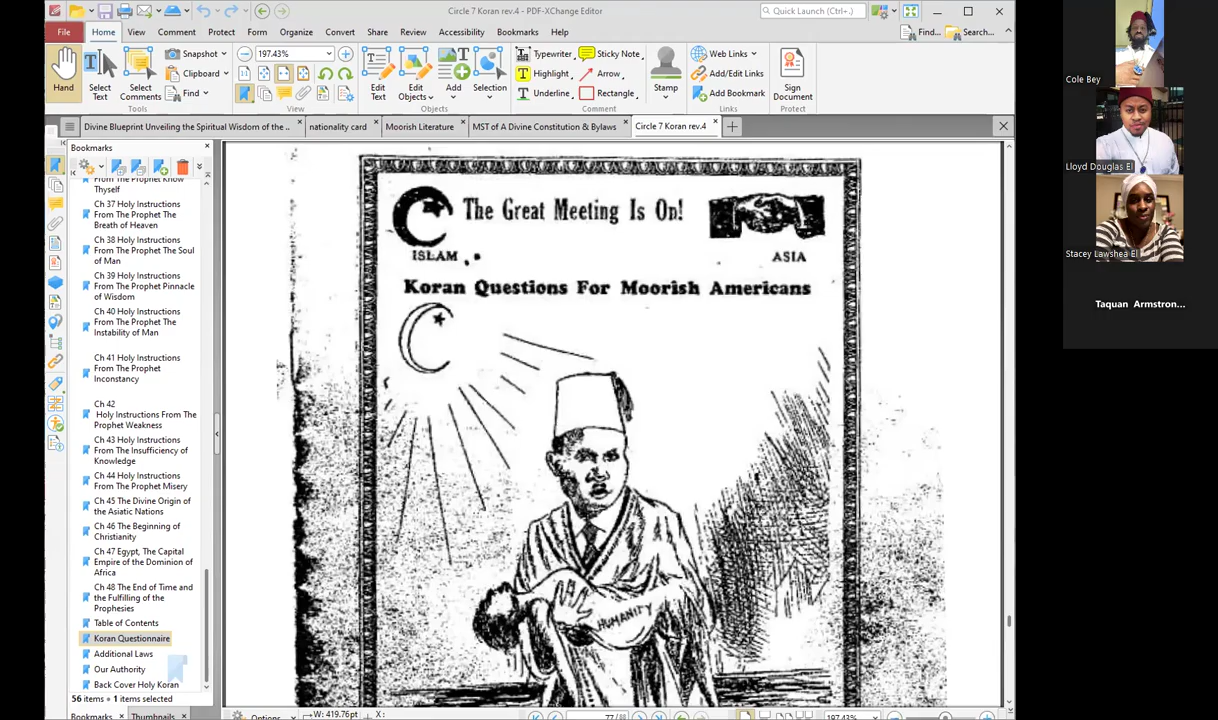 Circle 7 Koran rev.4 - PDF-XChange Editor
Quick Launch (Ctrl+.)
File Home View Comment Protect Form Organize Convert Share Review Accessibility Bookmarks Help
Find... Search...
Hand
Select Text
Select Comments
Snapshot
Clipboard
Find
Tools
197.43%
Edit Text
Edit Objects
Add
Selection
Objects
Typewriter
Highlight
Underline
Sticky Note
Arrow
Rectangle
Stamp
Comment
Web Links
Add/Edit Links
Add Bookmark
Links
Sign Document
Protect
Divine Blueprint Unveiling the Spiritual Wisdom of the ..
nationality card
Moorish Literature
MST of A Divine Constitution & Bylaws
Circle 7 Koran rev.4
Bookmarks
From The Prophet Know
Thyself
Ch 37 Holy Instructions
From The Prophet The
Breath of Heaven
Ch 38 Holy Instructions
From The Prophet The Soul
of Man
Ch 39 Holy Instructions
From The Prophet Pinnacle
of Wisdom
Ch 40 Holy Instructions
From The Prophet The
Instability of Man
Ch 41 Holy Instructions
From The Prophet
Inconstancy
Ch 42
Holy Instructions From The
Prophet Weakness
Ch 43 Holy Instructions
From The Insufficiency of
Knowledge
Ch 44 Holy Instructions
From The Prophet Misery
Ch 45 The Divine Origin of
the Asiatic Nations
Ch 46 The Beginning of
Christianity
Ch 47 Egypt, The Capital
Empire of the Dominion of
Africa
Ch 48 The End of Time and
the Fulfilling of the
Prophesies
Table of Contents
Koran Questionnaire
Additional Laws
Our Authority
Back Cover Holy Koran
56 items • 1 items selected
Bookmarks Thumbnails
The Great Meeting Is On!
ISLAM
ASIA
Koran Questions For Moorish Americans
HUMANITY
Options
W: 419.76pt
X:
77 / 88
197.43%
Cole Bey
Lloyd Douglas El
Stacey Lawshea El
Taquan Armstron...